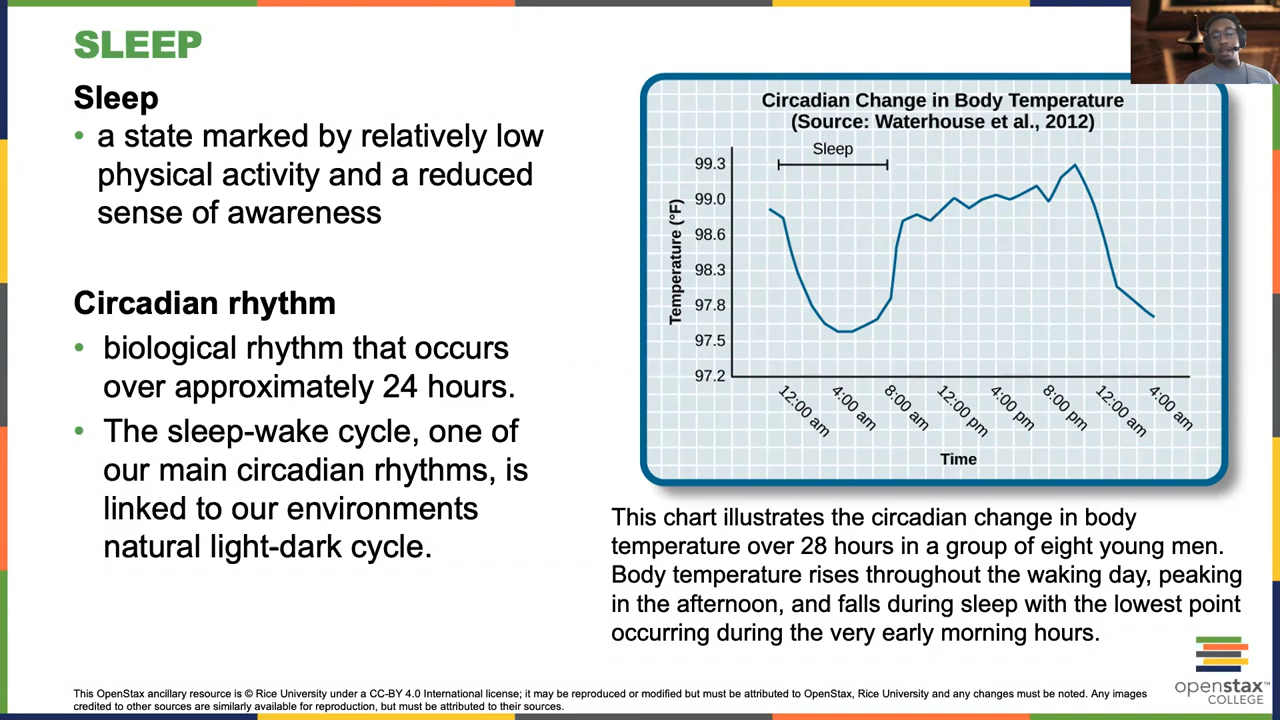 SLEEP
Sleep
• a state marked by relatively low
physical activity and a reduced
sense of awareness
Circadian rhythm
• biological rhythm that occurs
over approximately 24 hours.
• The sleep-wake cycle, one of
our main circadian rhythms, is
linked to our environments
natural light-dark cycle.
Circadian Change in Body Temperature
(Source: Waterhouse et al., 2012)
Sleep
Temperature (°F)
99.3
99.0
98.6
98.3
97.8
97.5
97.2
12:00 am
4:00 am
8:00 am
12:00 pm
4:00 pm
8:00 pm
12:00 am
4:00 am
Time
This chart illustrates the circadian change in body
temperature over 28 hours in a group of eight young men.
Body temperature rises throughout the waking day, peaking
in the afternoon, and falls during sleep with the lowest point
occurring during the very early morning hours.
openstax™
COLLEGE
This OpenStax ancillary resource is © Rice University under a CC-BY 4.0 International license; it may be reproduced or modified but must be attributed to OpenStax, Rice University and any changes must be noted. Any images
credited to other sources are similarly available for reproduction, but must be attributed to their sources.